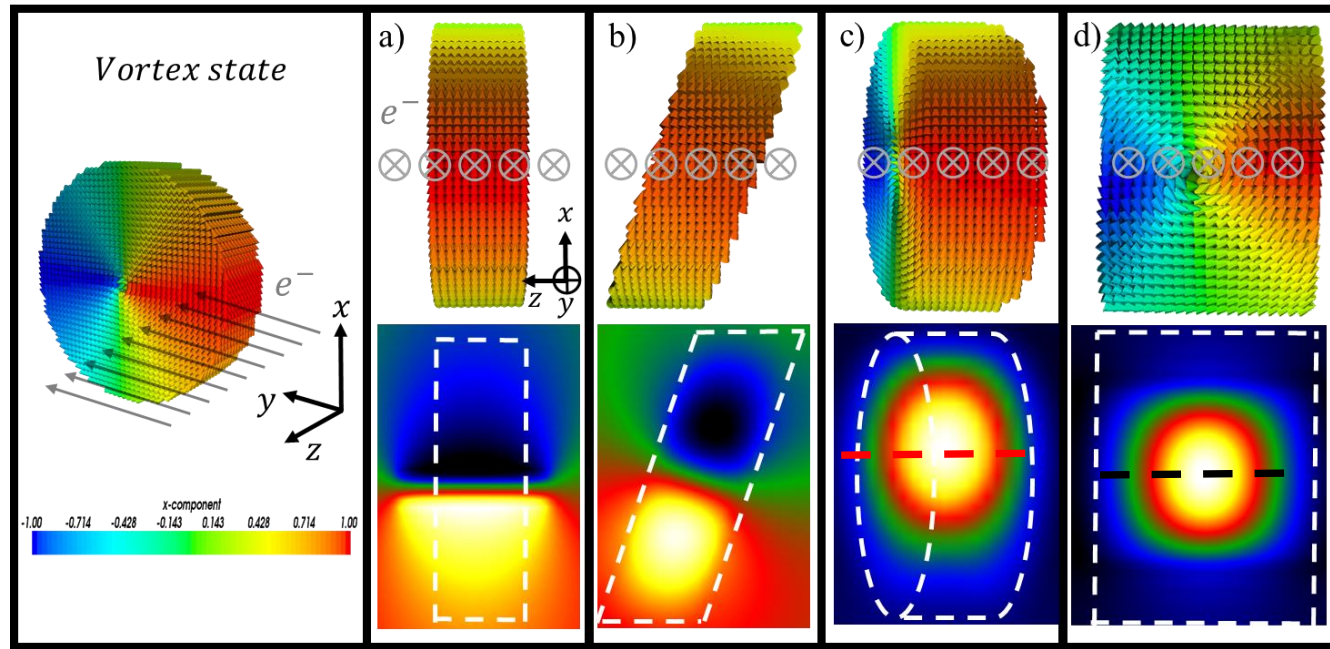 Vortex state
e⁻
x
y
z
x-component
-1.00 -0.714 -0.428 -0.143 0.143 0.428 0.714 1.00
a)
e⁻
x
z
y
b)
c)
d)